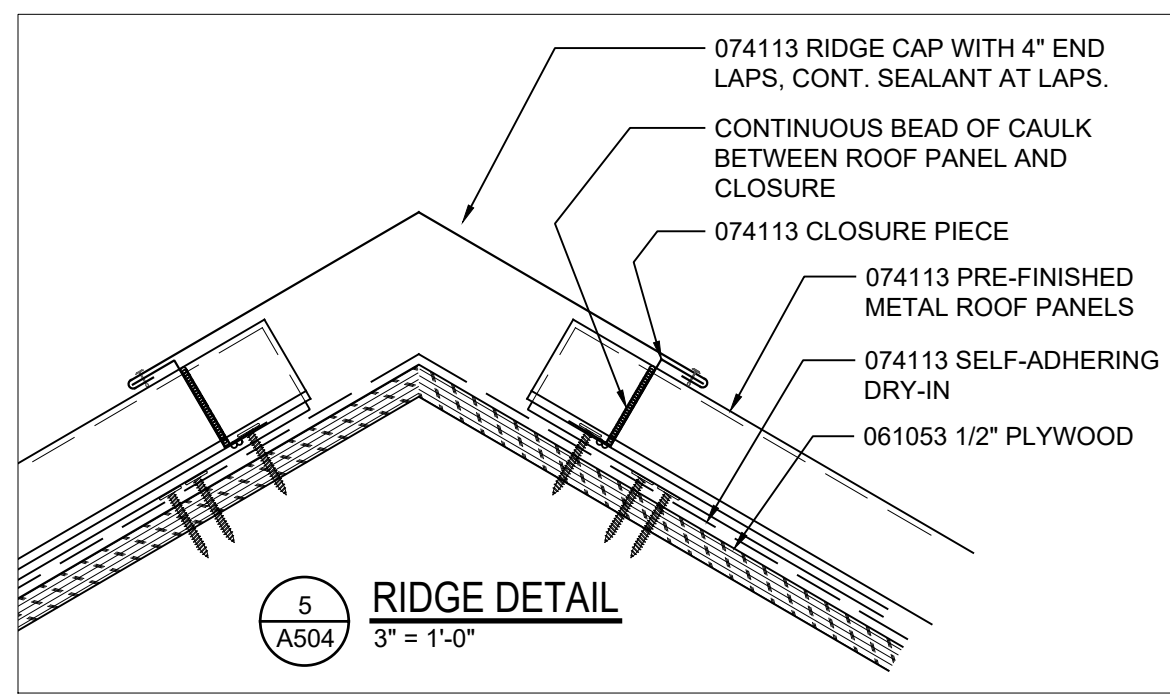 074113 RIDGE CAP WITH 4" END
LAPS, CONT. SEALANT AT LAPS.
CONTINUOUS BEAD OF CAULK
BETWEEN ROOF PANEL AND
CLOSURE
074113 CLOSURE PIECE
074113 PRE-FINISHED
METAL ROOF PANELS
074113 SELF-ADHERING
DRY-IN
061053 1/2" PLYWOOD
5
A504
RIDGE DETAIL
3" = 1'-0"